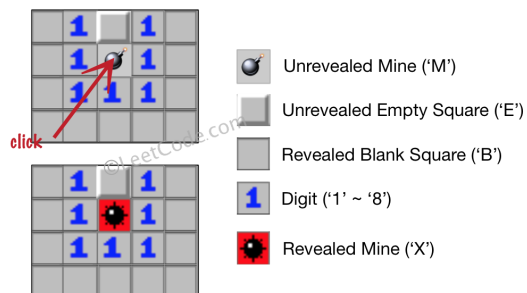 1 1
1 1
1 1 1
click
1 1
1 1
1 1 1
Unrevealed Mine (‘M’)
Unrevealed Empty Square (‘E’)
Revealed Blank Square (‘B’)
1 Digit (‘1’ ~ ‘8’)
Revealed Mine (‘X’)
©LeetCode.com